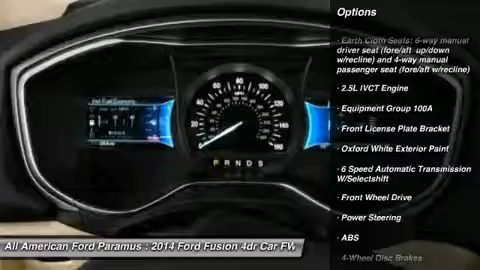 Options
· Earth Cloth Seats: 6-way manual
driver seat (fore/aft up/down
w/recline) and 4-way manual
passenger seat (fore/aft w/recline)
· 2.5L IVCT Engine
· Equipment Group 100A
· Front License Plate Bracket
· Oxford White Exterior Paint
· 6 Speed Automatic Transmission
W/Selectshift
· Front Wheel Drive
· Power Steering
· ABS
· 4-Wheel Disc Brakes
P R N D S
All American Ford Paramus : 2014 Ford Fusion 4dr Car FW